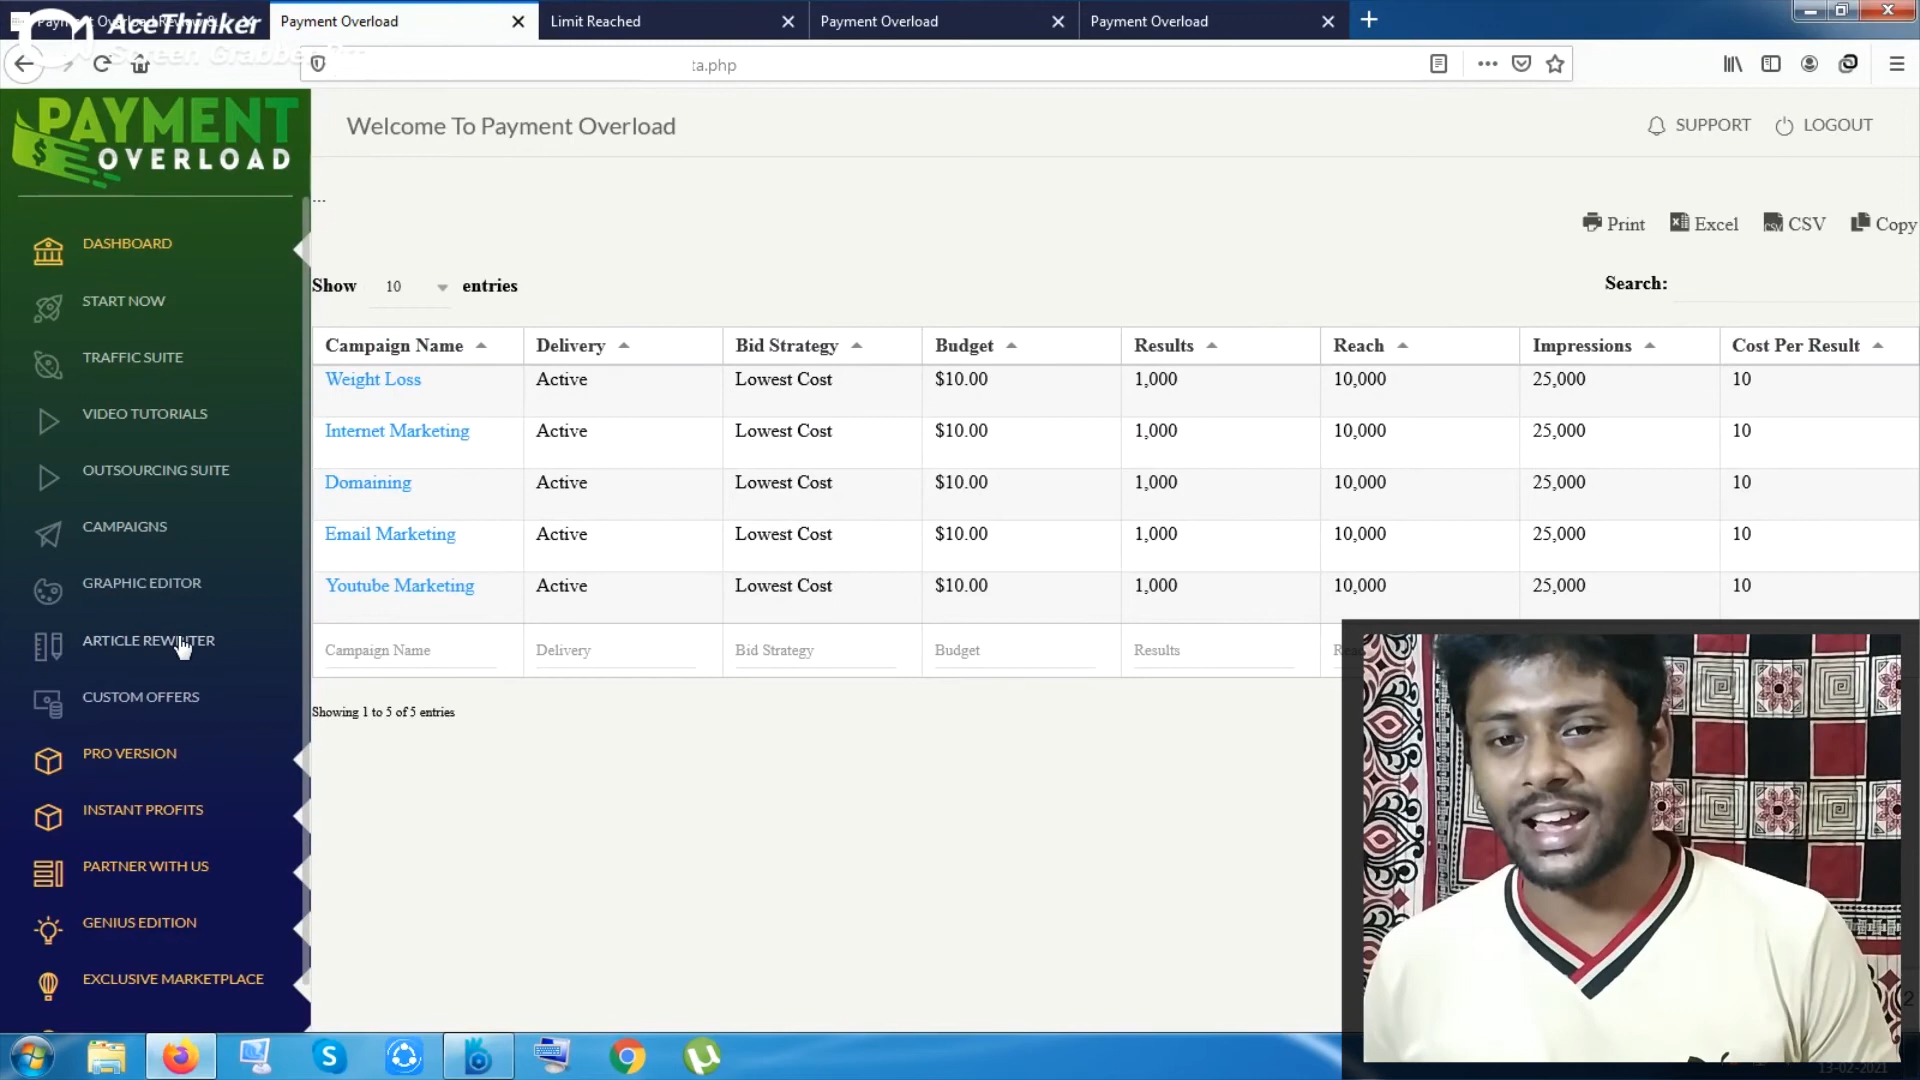 AceThinker
Screen Grabber Pro
Payment Overload
Limit Reached
Payment Overload
Payment Overload
ta.php
PAYMENT
OVERLOAD
Welcome To Payment Overload
SUPPORT
LOGOUT
...
Print
Excel
CSV
Copy
Show 10 entries
Search:
DASHBOARD
START NOW
TRAFFIC SUITE
VIDEO TUTORIALS
OUTSOURCING SUITE
CAMPAIGNS
GRAPHIC EDITOR
ARTICLE REWRITER
CUSTOM OFFERS
PRO VERSION
INSTANT PROFITS
PARTNER WITH US
GENIUS EDITION
EXCLUSIVE MARKETPLACE
Campaign Name Delivery Bid Strategy Budget Results Reach Impressions Cost Per Result
Weight Loss Active Lowest Cost $10.00 1,000 10,000 25,000 10
Internet Marketing Active Lowest Cost $10.00 1,000 10,000 25,000 10
Domaining Active Lowest Cost $10.00 1,000 10,000 25,000 10
Email Marketing Active Lowest Cost $10.00 1,000 10,000 25,000 10
Youtube Marketing Active Lowest Cost $10.00 1,000 10,000 25,000 10
Campaign Name Delivery Bid Strategy Budget Results
Showing 1 to 5 of 5 entries
13-02-2021